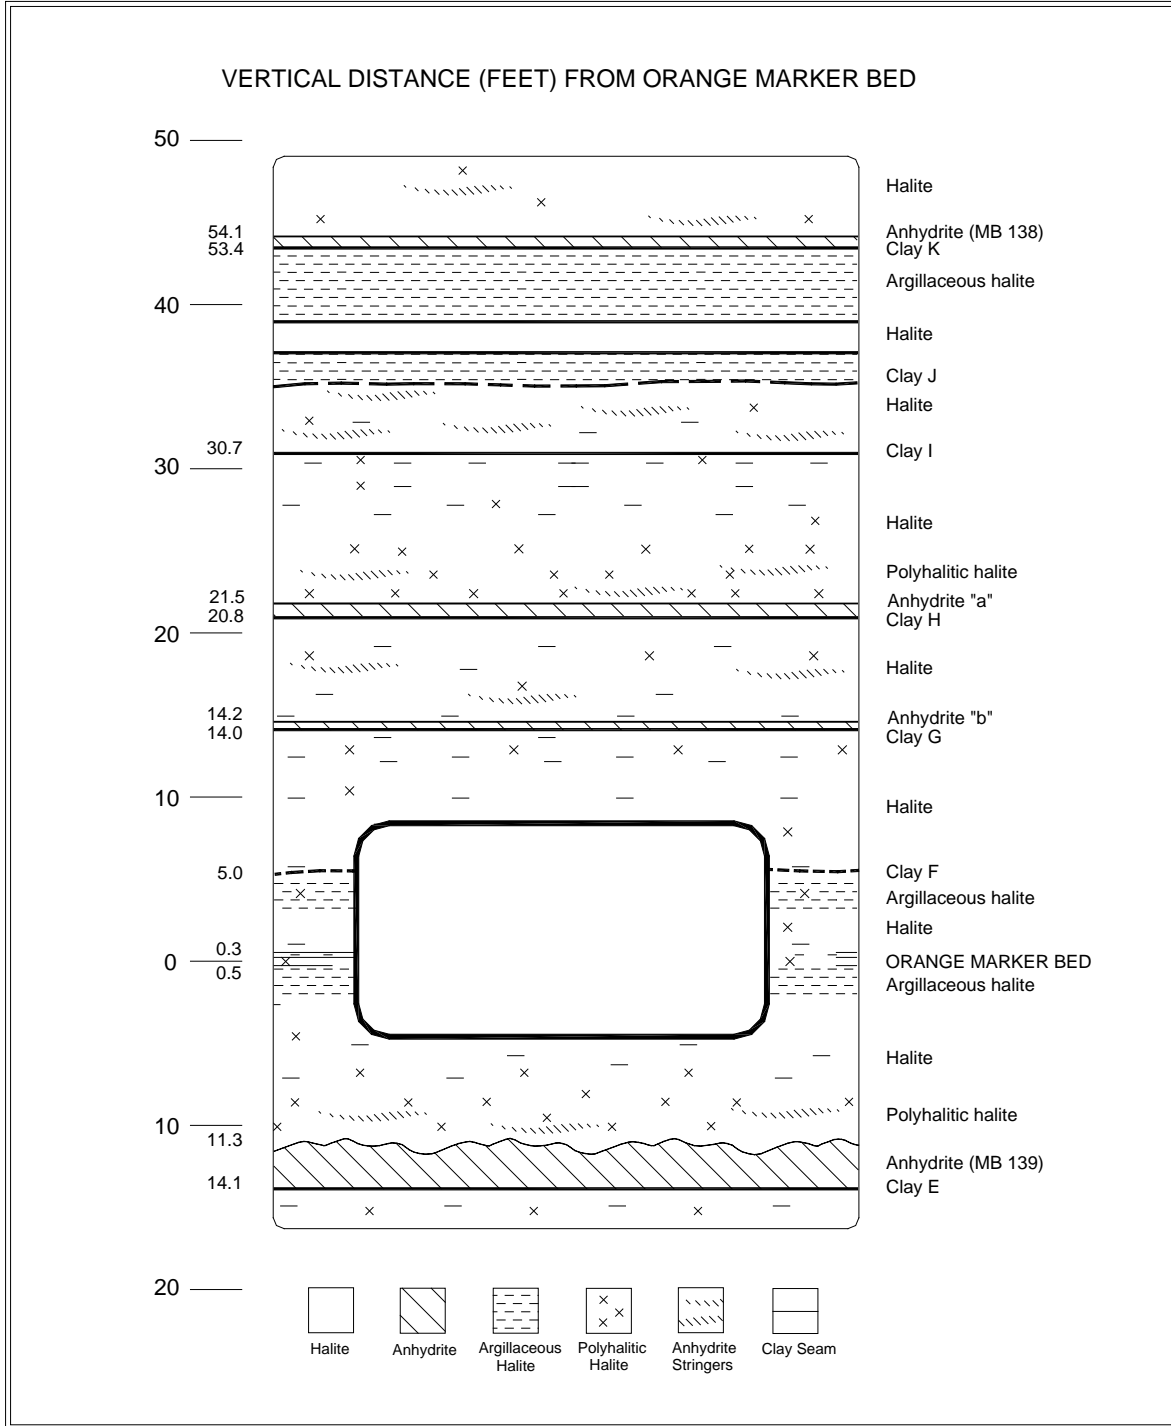 VERTICAL DISTANCE (FEET) FROM ORANGE MARKER BED
50
Halite
54.1
Anhydrite (MB 138)
53.4
Clay K
Argillaceous halite
40
Halite
Clay J
Halite
30.7
Clay I
30
Halite
Polyhalitic halite
21.5
Anhydrite "a"
20.8
Clay H
20
Halite
14.2
Anhydrite "b"
14.0
Clay G
10
Halite
5.0
Clay F
Argillaceous halite
Halite
0.3
0
ORANGE MARKER BED
0.5
Argillaceous halite
Halite
Polyhalitic halite
10
11.3
Anhydrite (MB 139)
14.1
Clay E
20
Halite
Anhydrite
Argillaceous
Halite
Polyhalitic
Halite
Anhydrite
Stringers
Clay Seam